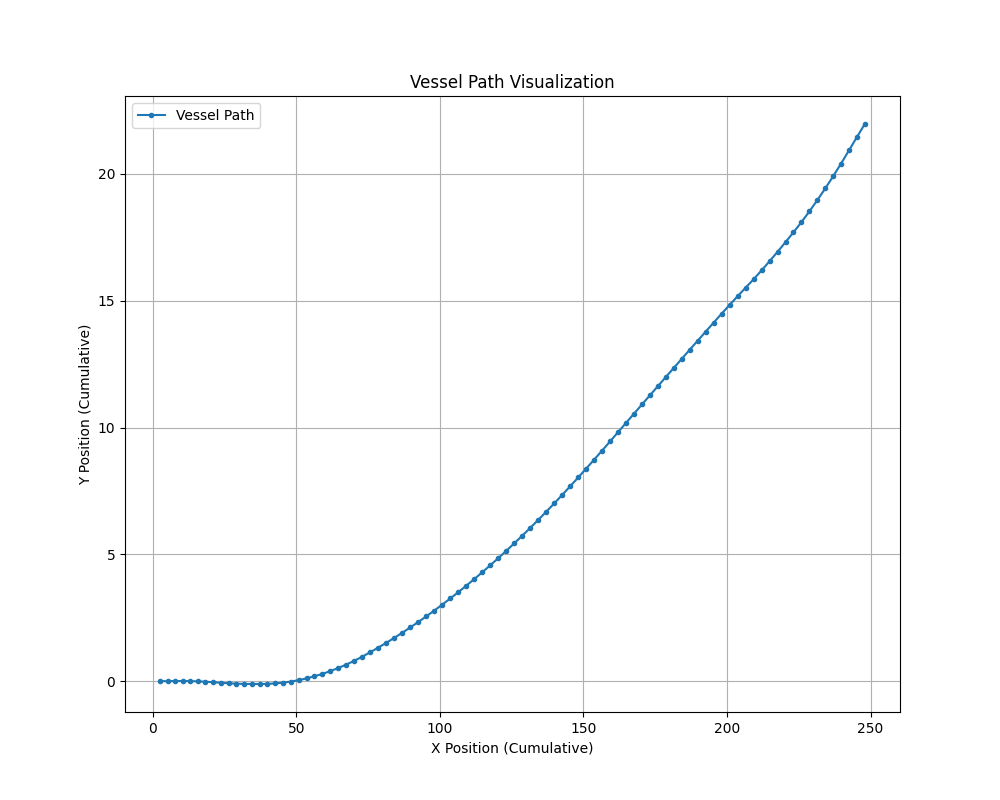 Vessel Path Visualization
Vessel Path
20
15
10
5
0
Y Position (Cumulative)
0 50 100 150 200 250
X Position (Cumulative)